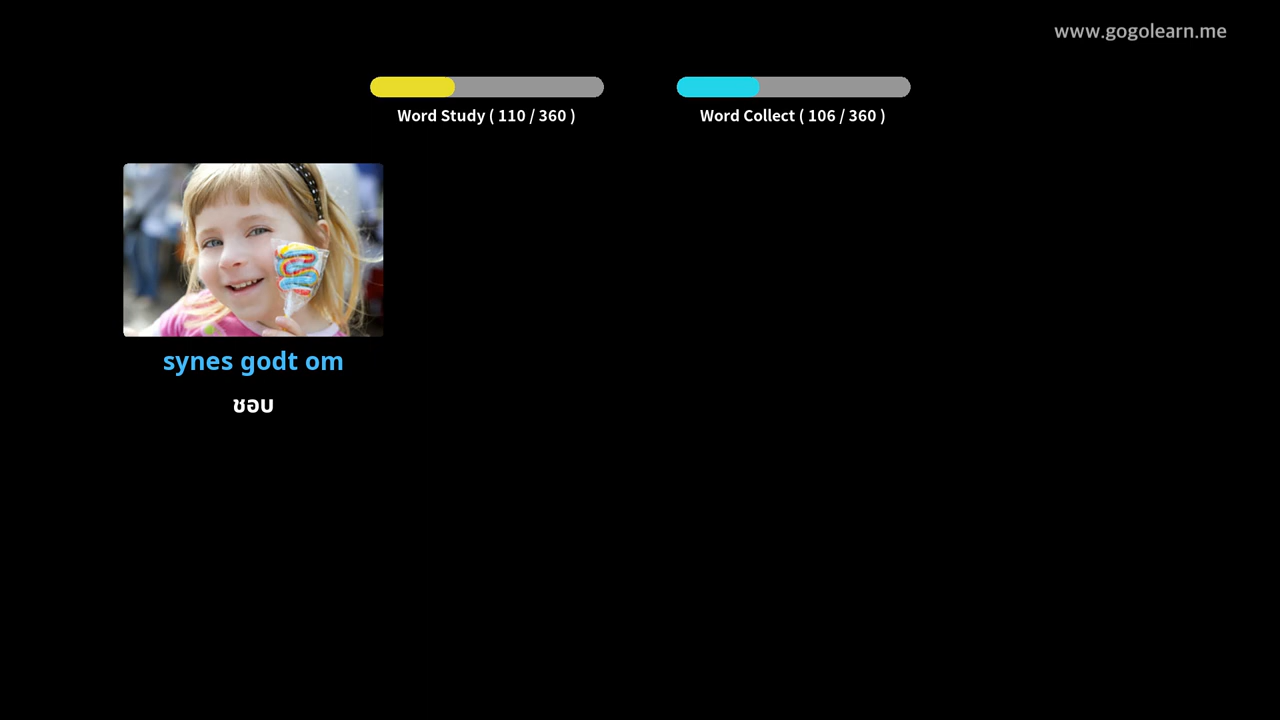 www.gogolearn.me
Word Study ( 110 / 360 )
Word Collect ( 106 / 360 )
synes godt om
ชอบ